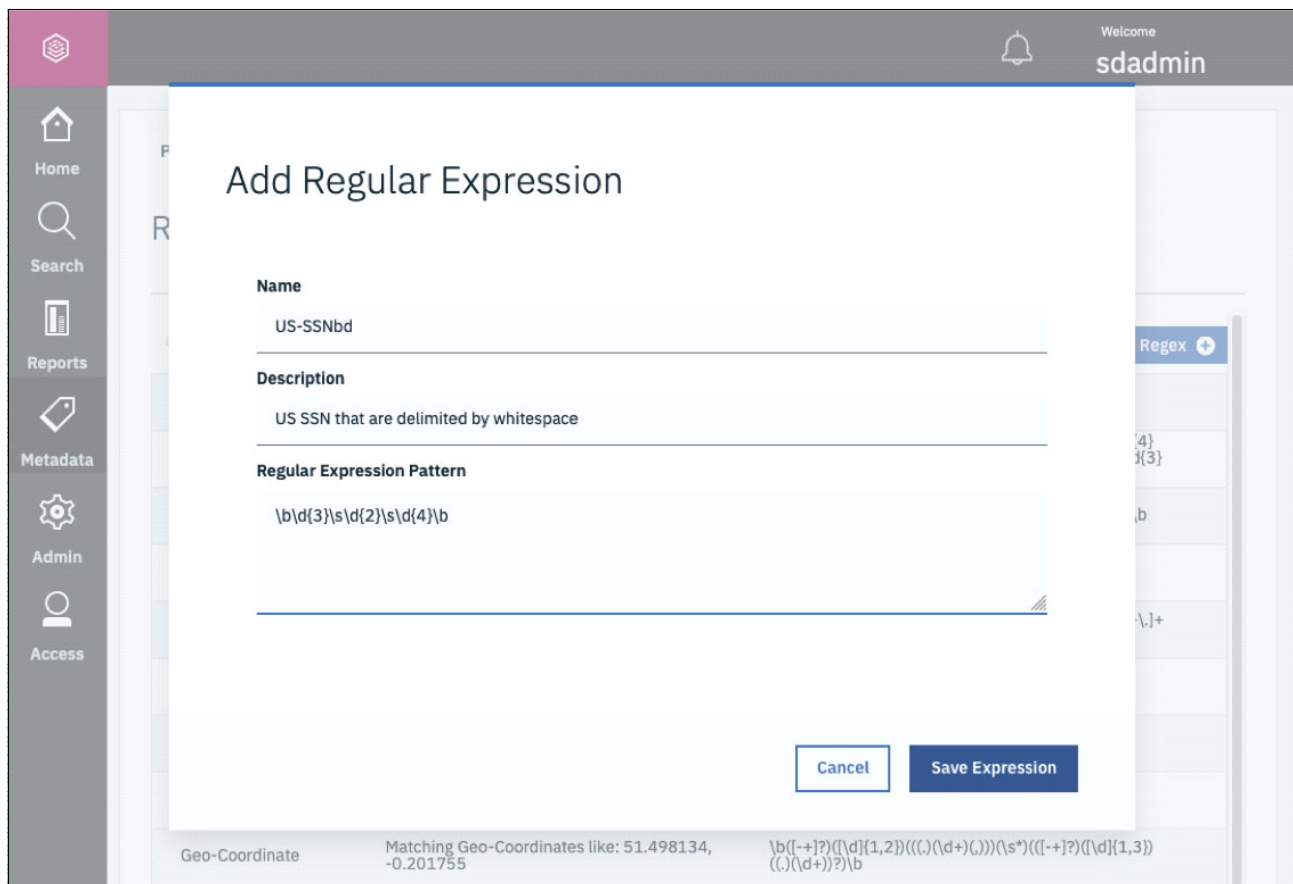 Welcome
sdadmin
Home
Search
Reports
Metadata
Admin
Access
P
R
Add Regular Expression
Name
US-SSNbd
Description
US SSN that are delimited by whitespace
Regular Expression Pattern
\b\d{3}\s\d{2}\s\d{4}\b
Cancel
Save Expression
Regex
{4}
d{3}
\b
\.]+
Geo-Coordinate
Matching Geo-Coordinates like: 51.498134,
-0.201755
\b([-+]?)([\d]{1,2})(((.)(\d+)(,)))(\s*)(([-+]?)([\d]{1,3})
((.)(\d+))?)\b